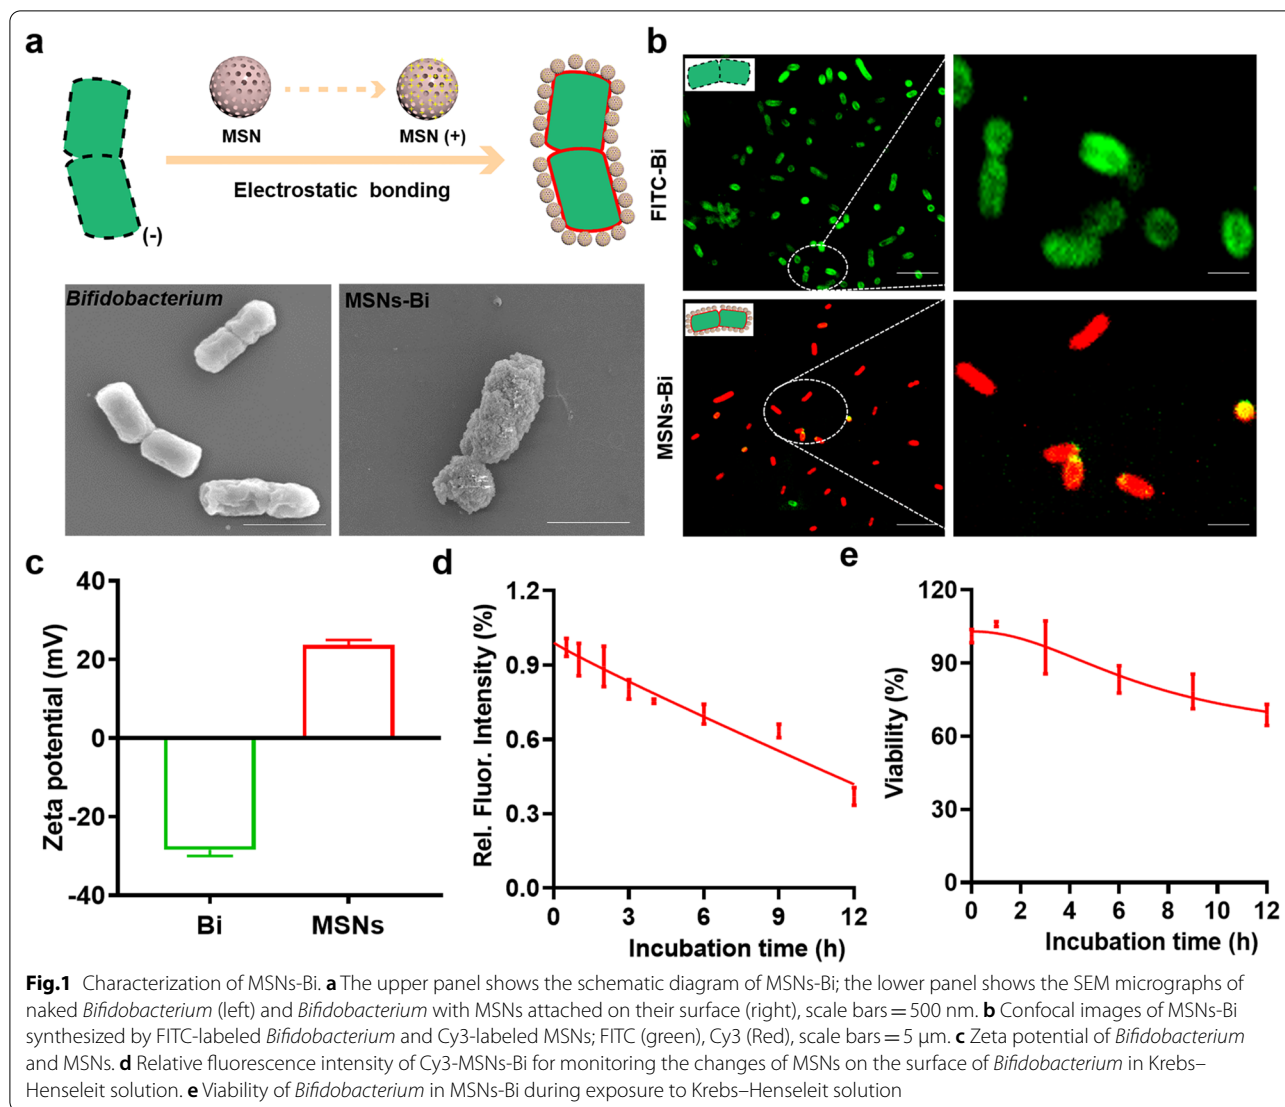 a
MSN
MSN (+)
Electrostatic bonding
(-)
Bifidobacterium
MSNs-Bi
b
FITC-Bi
MSNs-Bi
c
Zeta potential (mV)
40
20
0
-20
-40
Bi
MSNs
d
Rel. Fluor. Intensity (%)
1.2
0.9
0.6
0.3
0.0
0 3 6 9 12
Incubation time (h)
e
Viability (%)
120
90
60
30
0
0 2 4 6 8 10 12
Incubation time (h)
Fig.1 Characterization of MSNs-Bi. a The upper panel shows the schematic diagram of MSNs-Bi; the lower panel shows the SEM micrographs of
naked Bifidobacterium (left) and Bifidobacterium with MSNs attached on their surface (right), scale bars = 500 nm. b Confocal images of MSNs-Bi
synthesized by FITC-labeled Bifidobacterium and Cy3-labeled MSNs; FITC (green), Cy3 (Red), scale bars = 5 μm. c Zeta potential of Bifidobacterium
and MSNs. d Relative fluorescence intensity of Cy3-MSNs-Bi for monitoring the changes of MSNs on the surface of Bifidobacterium in Krebs–
Henseleit solution. e Viability of Bifidobacterium in MSNs-Bi during exposure to Krebs–Henseleit solution